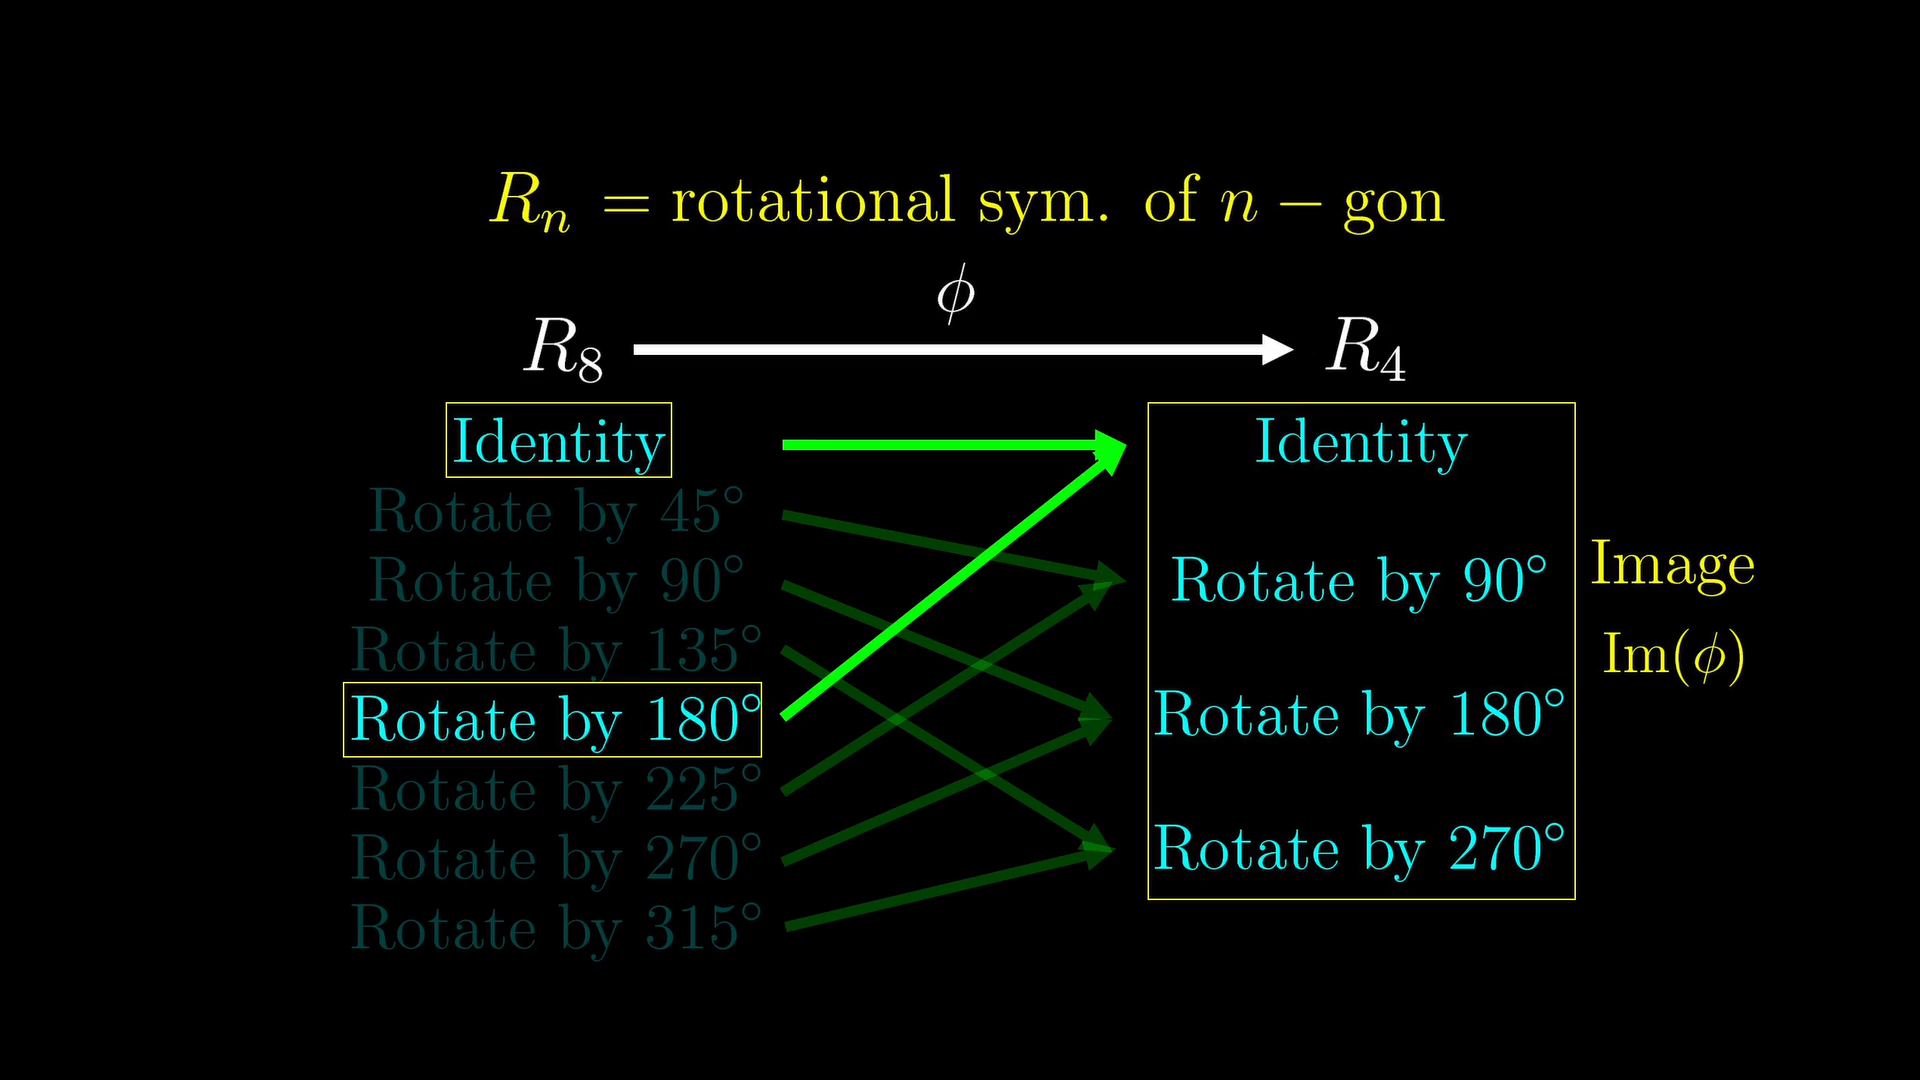 Rₙ = rotational sym. of n − gon
ϕ
R₈
R₄
Identity
Rotate by 45°
Rotate by 90°
Rotate by 135°
Rotate by 180°
Rotate by 225°
Rotate by 270°
Rotate by 315°
Identity
Rotate by 90°
Rotate by 180°
Rotate by 270°
Image
Im(ϕ)